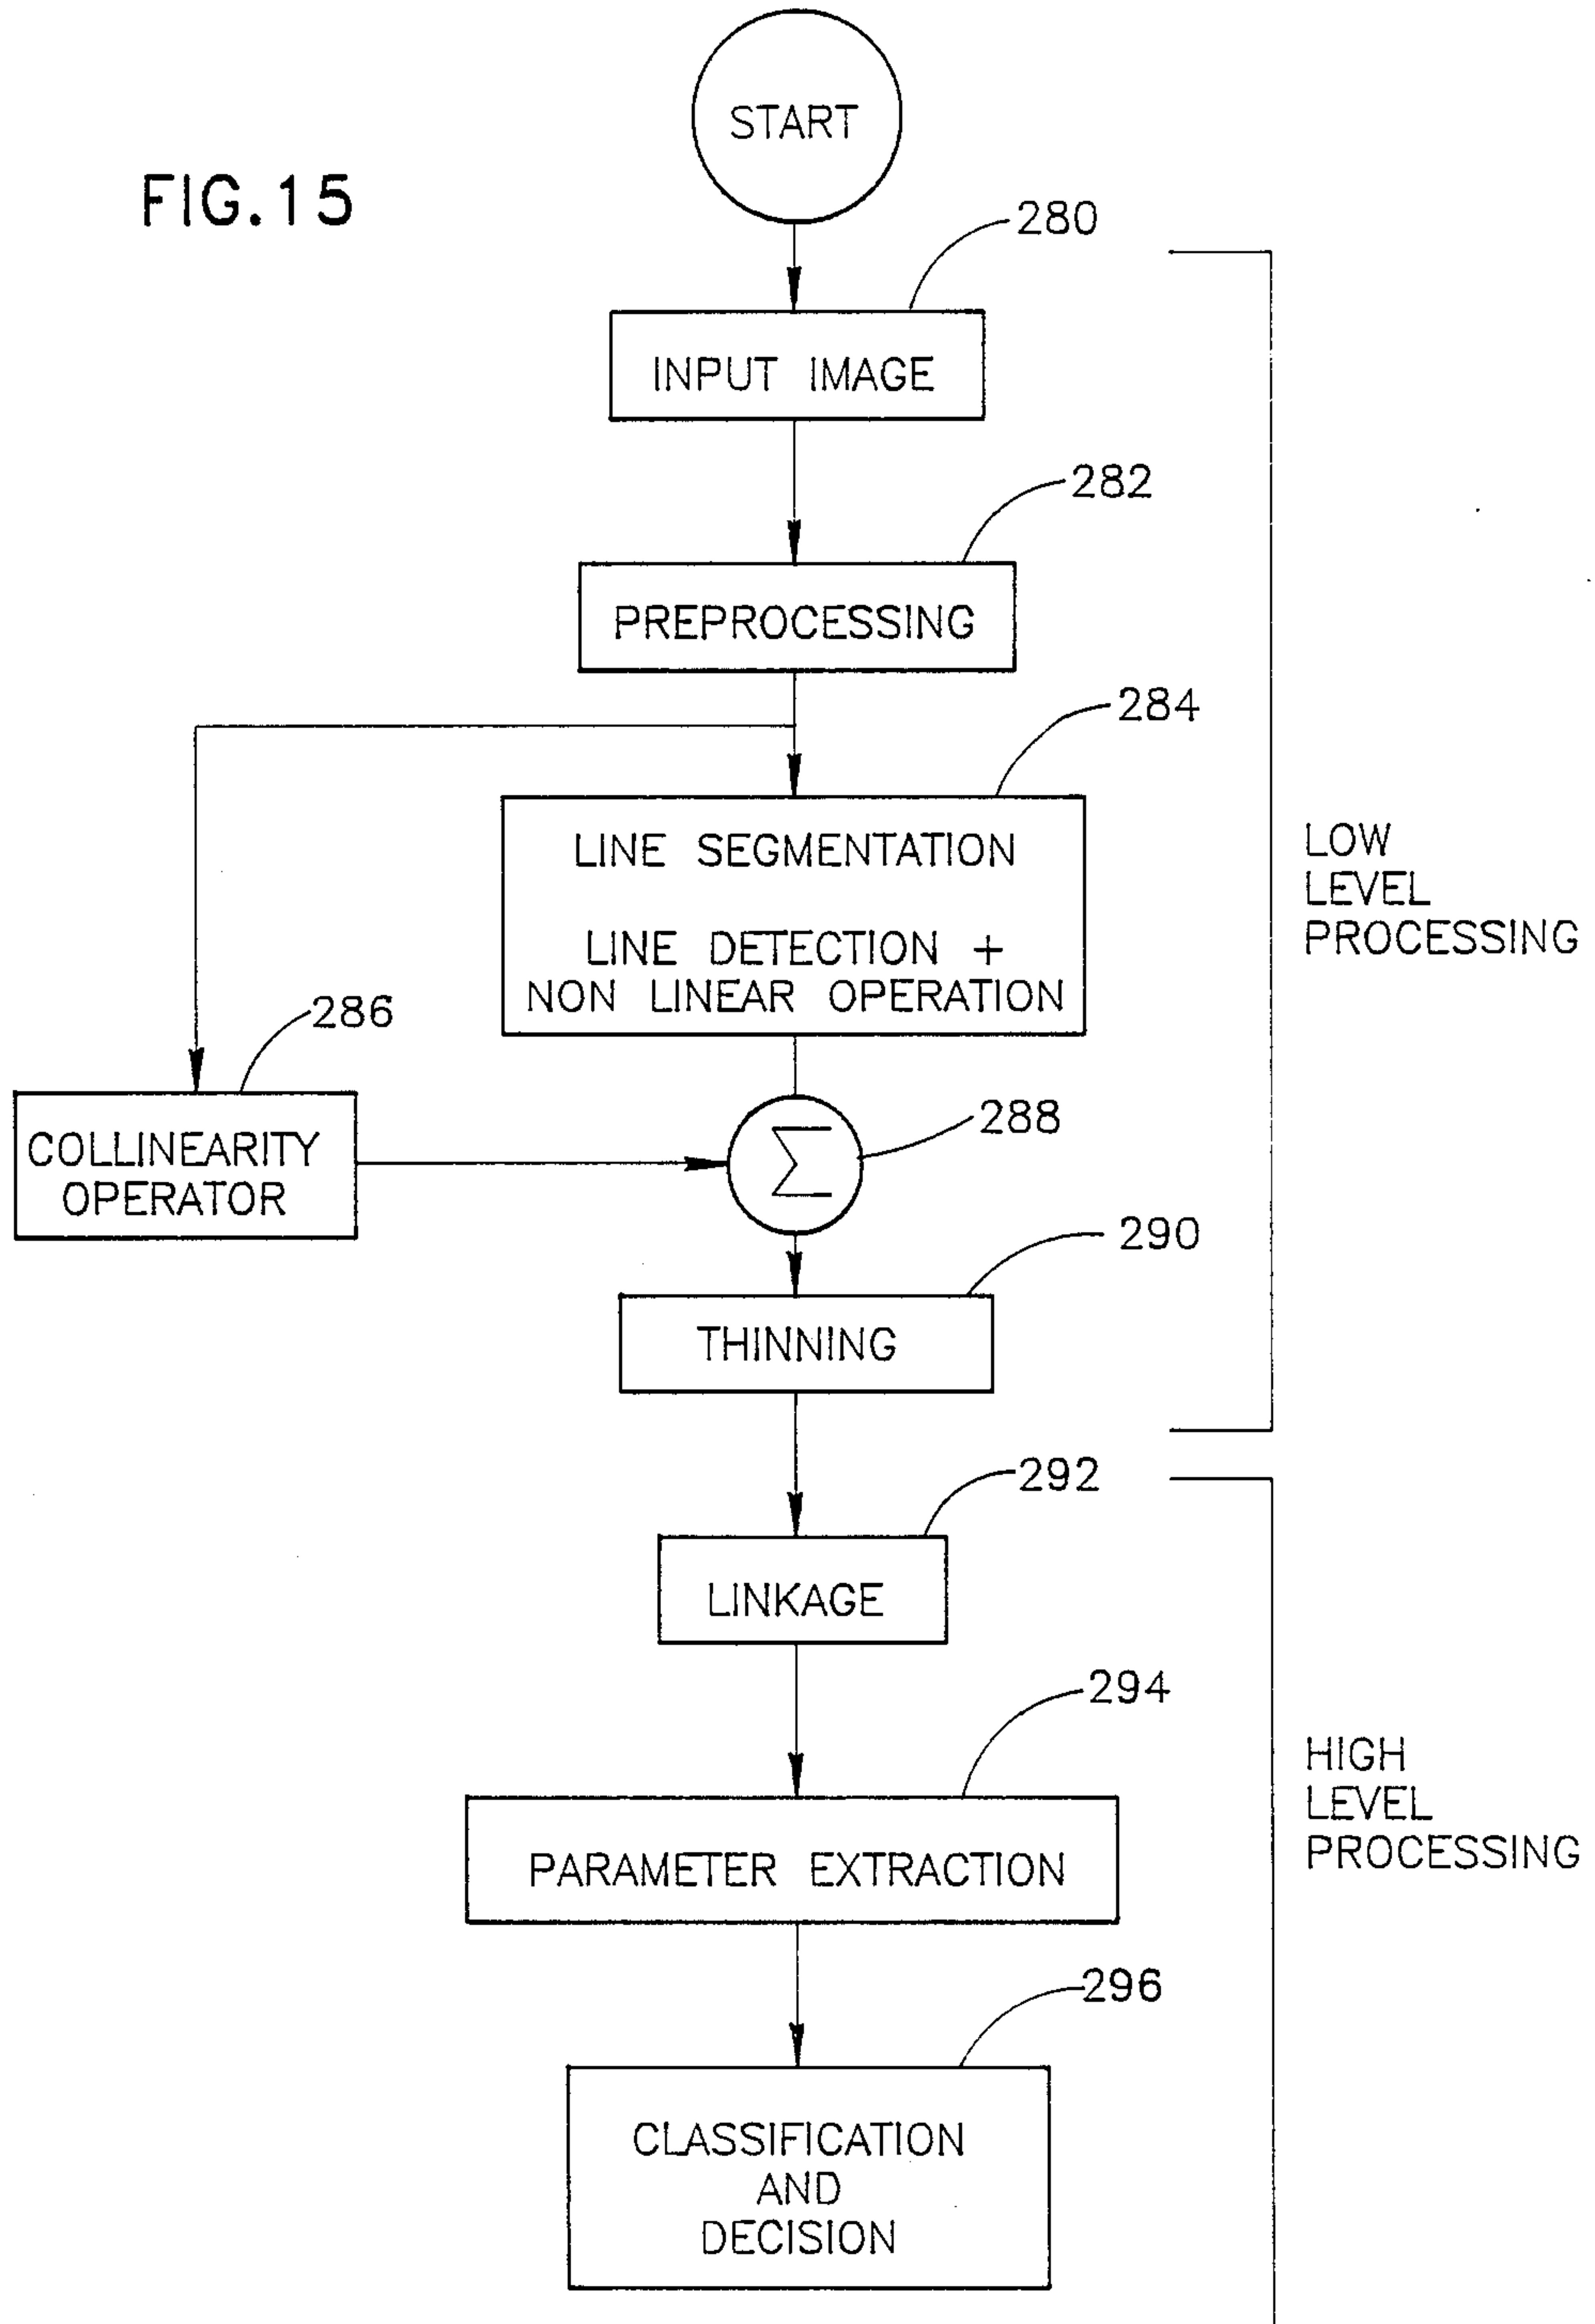 START
FIG.15
280
INPUT IMAGE
282
PREPROCESSING
284
LINE SEGMENTATION
LINE DETECTION +
NON LINEAR OPERATION
LOW
LEVEL
PROCESSING
286
COLLINEARITY
OPERATOR
288
Σ
290
THINNING
292
LINKAGE
294
PARAMETER EXTRACTION
HIGH
LEVEL
PROCESSING
296
CLASSIFICATION
AND
DECISION